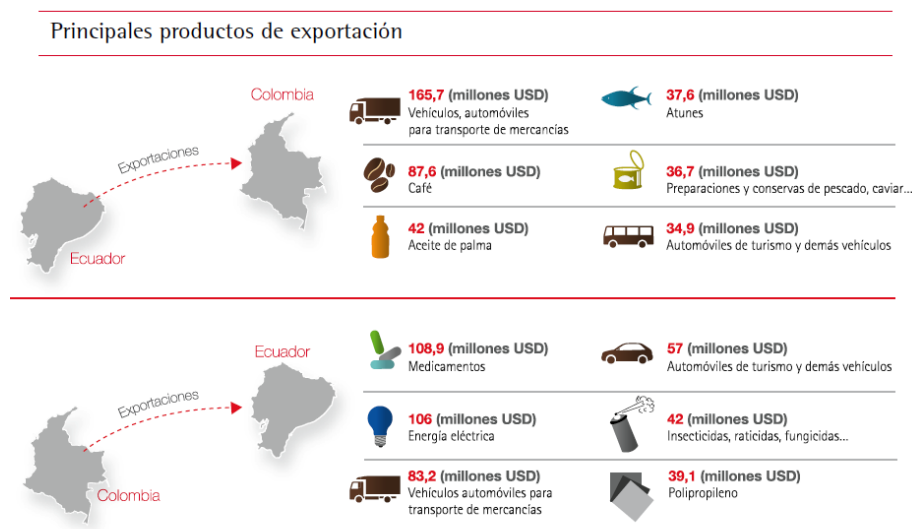 Principales productos de exportación
Colombia
Exportaciones
Ecuador
165,7 (millones USD)
Vehículos, automóviles
para transporte de mercancías
37,6 (millones USD)
Atunes
87,6 (millones USD)
Café
36,7 (millones USD)
Preparaciones y conservas de pescado, caviar...
42 (millones USD)
Aceite de palma
34,9 (millones USD)
Automóviles de turismo y demás vehículos
Ecuador
Exportaciones
Colombia
108,9 (millones USD)
Medicamentos
57 (millones USD)
Automóviles de turismo y demás vehículos
106 (millones USD)
Energía eléctrica
42 (millones USD)
Insecticidas, raticidas, fungicidas...
83,2 (millones USD)
Vehículos automóviles para
transporte de mercancías
39,1 (millones USD)
Polipropileno